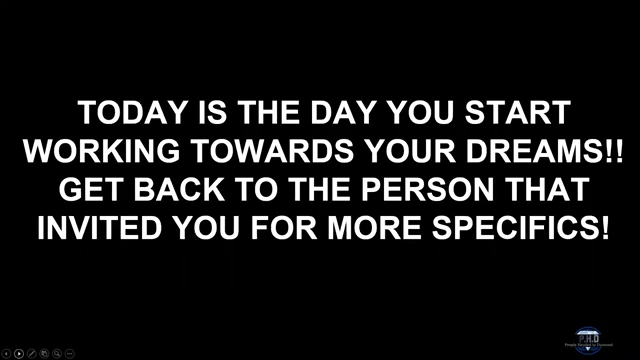 TODAY IS THE DAY YOU START
WORKING TOWARDS YOUR DREAMS!!
GET BACK TO THE PERSON THAT
INVITED YOU FOR MORE SPECIFICS!
P.H.D